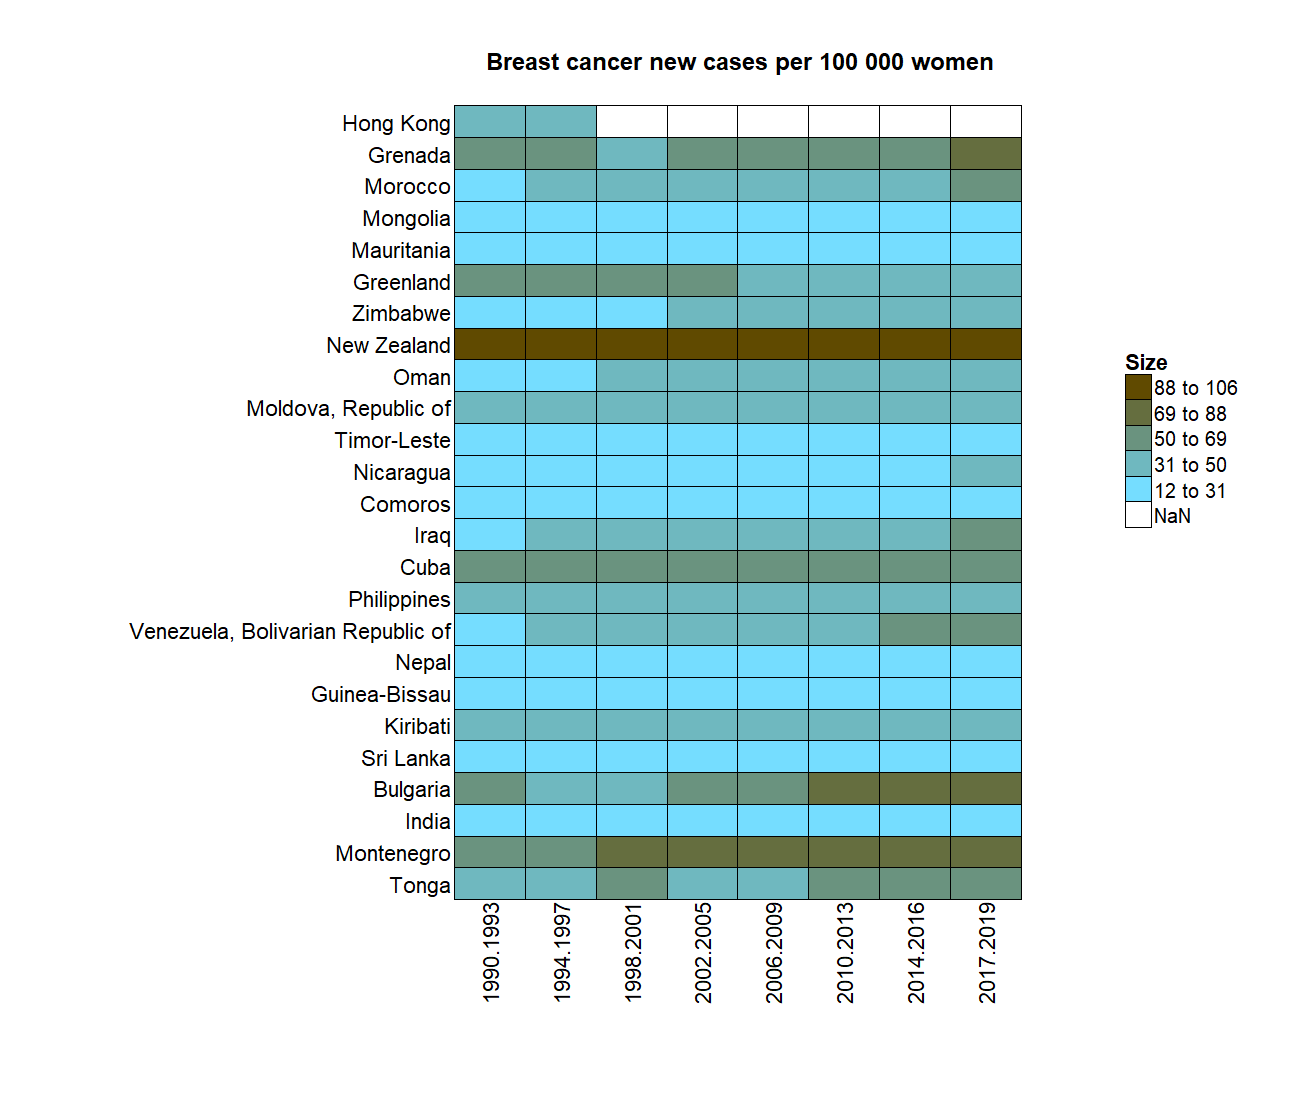 Breast cancer new cases per 100 000 women
Hong Kong
Grenada
Morocco
Mongolia
Mauritania
Greenland
Zimbabwe
New Zealand
Oman
Moldova, Republic of
Timor-Leste
Nicaragua
Comoros
Iraq
Cuba
Philippines
Venezuela, Bolivarian Republic of
Nepal
Guinea-Bissau
Kiribati
Sri Lanka
Bulgaria
India
Montenegro
Tonga
1990.1993
1994.1997
1998.2001
2002.2005
2006.2009
2010.2013
2014.2016
2017.2019
Size
88 to 106
69 to 88
50 to 69
31 to 50
12 to 31
NaN